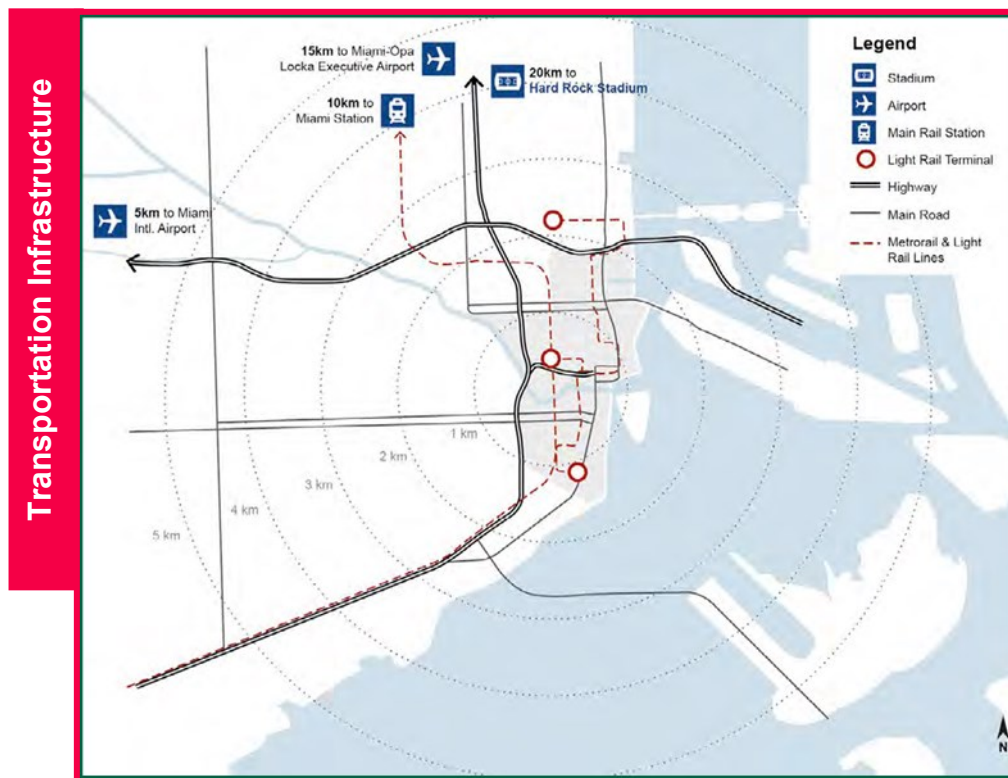 Transportation Infrastructure
15km to Miami-Opa
Locka Executive Airport
20km to
Hard Rock Stadium
10km to
Miami Station
5km to Miami
Intl. Airport
1 km
2 km
3 km
4 km
5 km
Legend
Stadium
Airport
Main Rail Station
Light Rail Terminal
Highway
Main Road
Metrorail & Light
Rail Lines
N